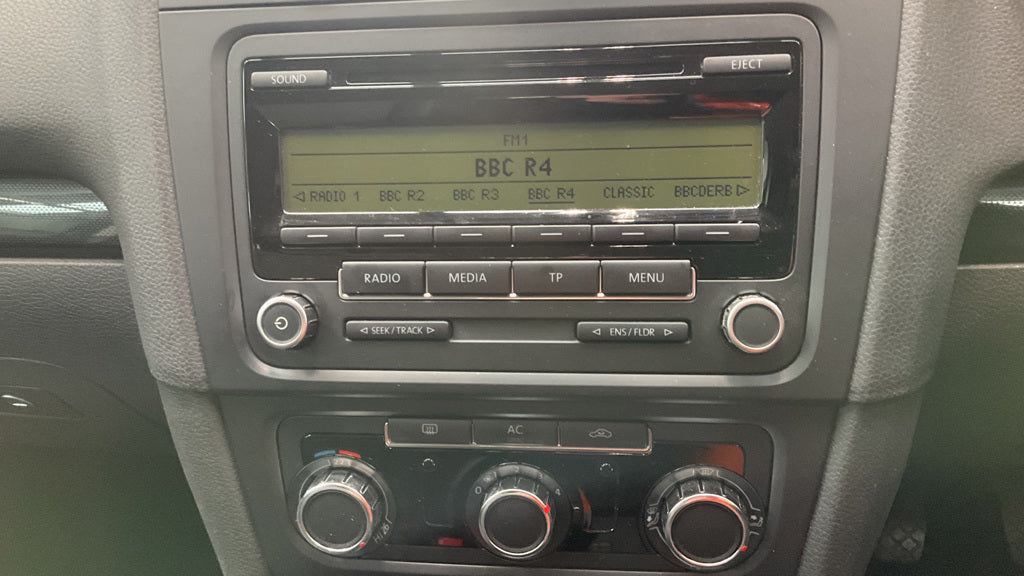 SOUND
EJECT
FM1
BBC R4
◁ RADIO 1 BBC R2 BBC R3 BBC R4 CLASSIC BBCDERB ▷
RADIO MEDIA TP MENU
◁ SEEK / TRACK ▷
◁ ENS / FLDR ▷
AC
0